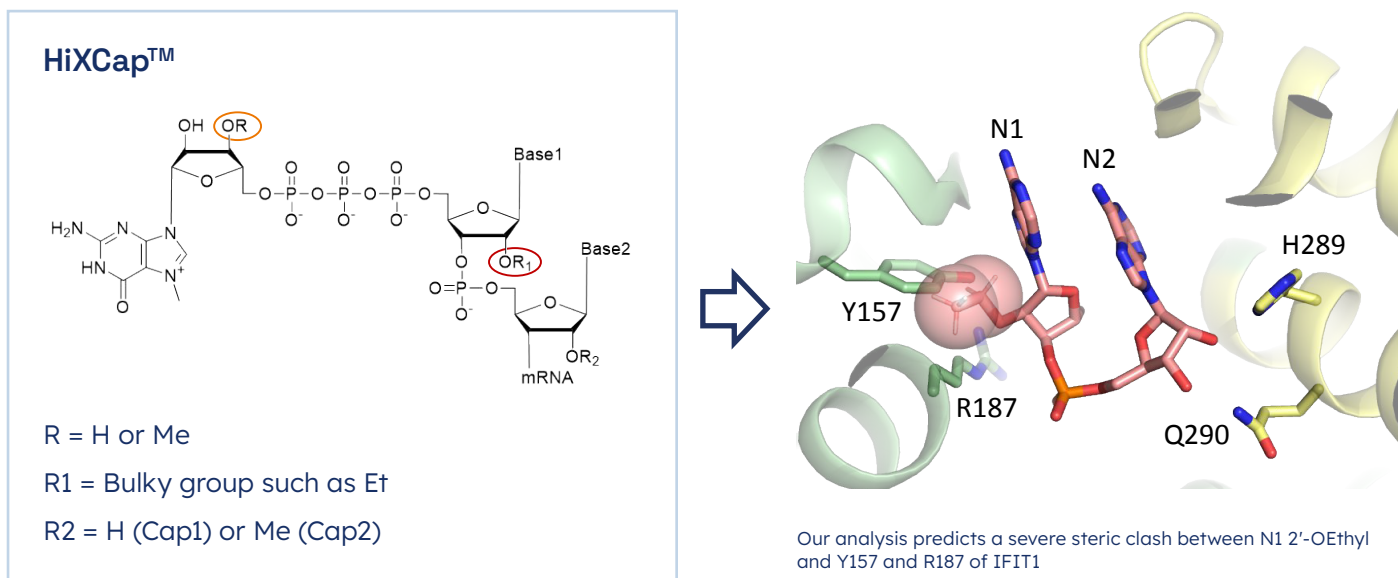 HiXCap™
OH
OR
Base1
O
O
O
O
O
P
O
P
O
P
O
O
O⁻
O⁻
O⁻
H₂N
N
N
HN
N⁺
O
O
OR₁
Base2
O
P
O
O
O⁻
OR₂
mRNA
R = H or Me
R1 = Bulky group such as Et
R2 = H (Cap1) or Me (Cap2)
N1
N2
H289
Y157
R187
Q290
Our analysis predicts a severe steric clash between N1 2'-OEthyl
and Y157 and R187 of IFIT1